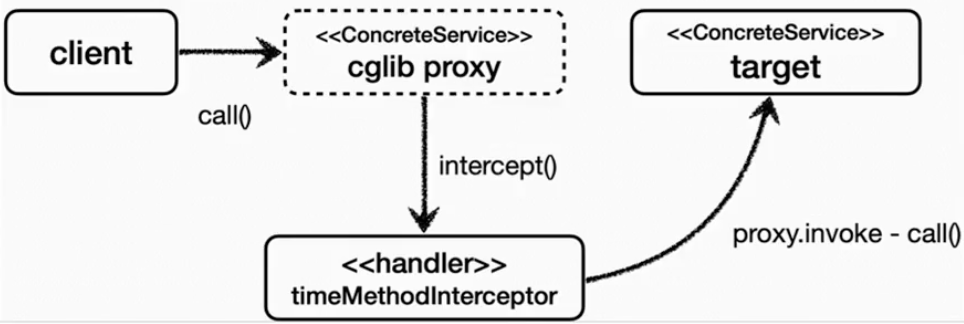 client
<<ConcreteService>>
cglib proxy
<<ConcreteService>>
target
call()
intercept()
proxy.invoke - call()
<<handler>>
timeMethodInterceptor